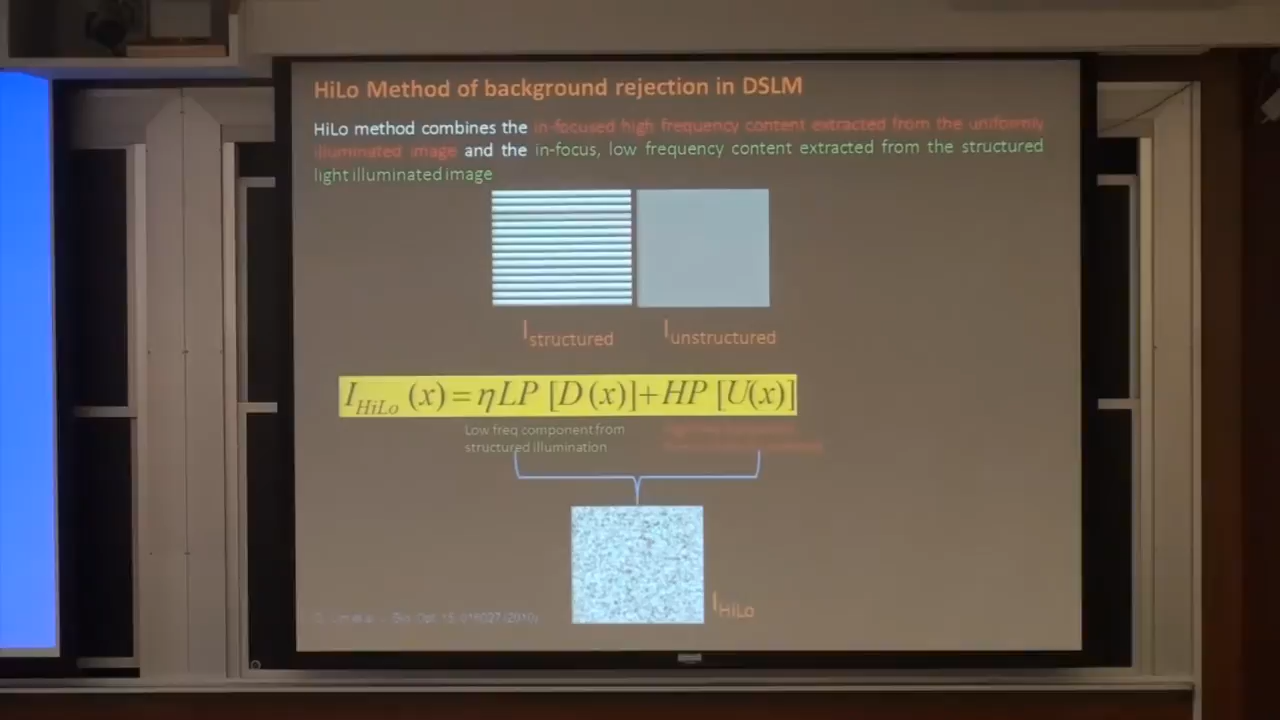 HiLo Method of background rejection in DSLM
HiLo method combines the in-focused high frequency content extracted from the uniformly
illuminated image and the in-focus, low frequency content extracted from the structured
light illuminated image
I structured I unstructured
I HiLo (x) = ηLP [D(x)] + HP [U(x)]
Low freq component from
structured illumination
I HiLo